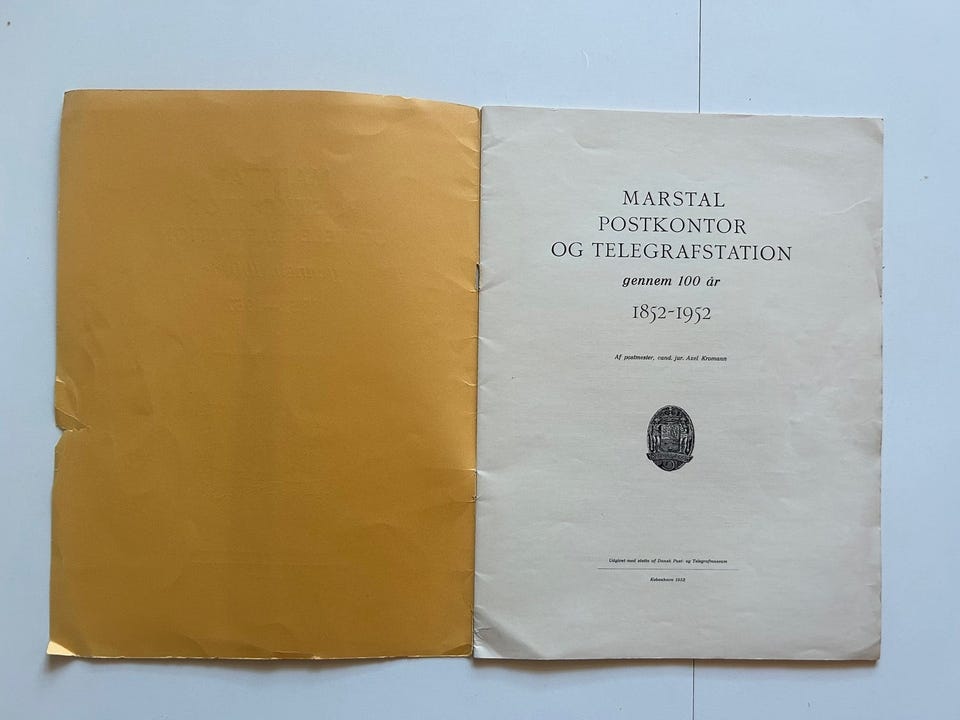 MARSTAL
POSTKONTOR
OG TELEGRAFSTATION
gennem 100 år
1852-1952
Af postmester, cand. jur. Axel Kromann
Udgivet med støtte af Dansk Post- og Telegrafmuseum
København 1952